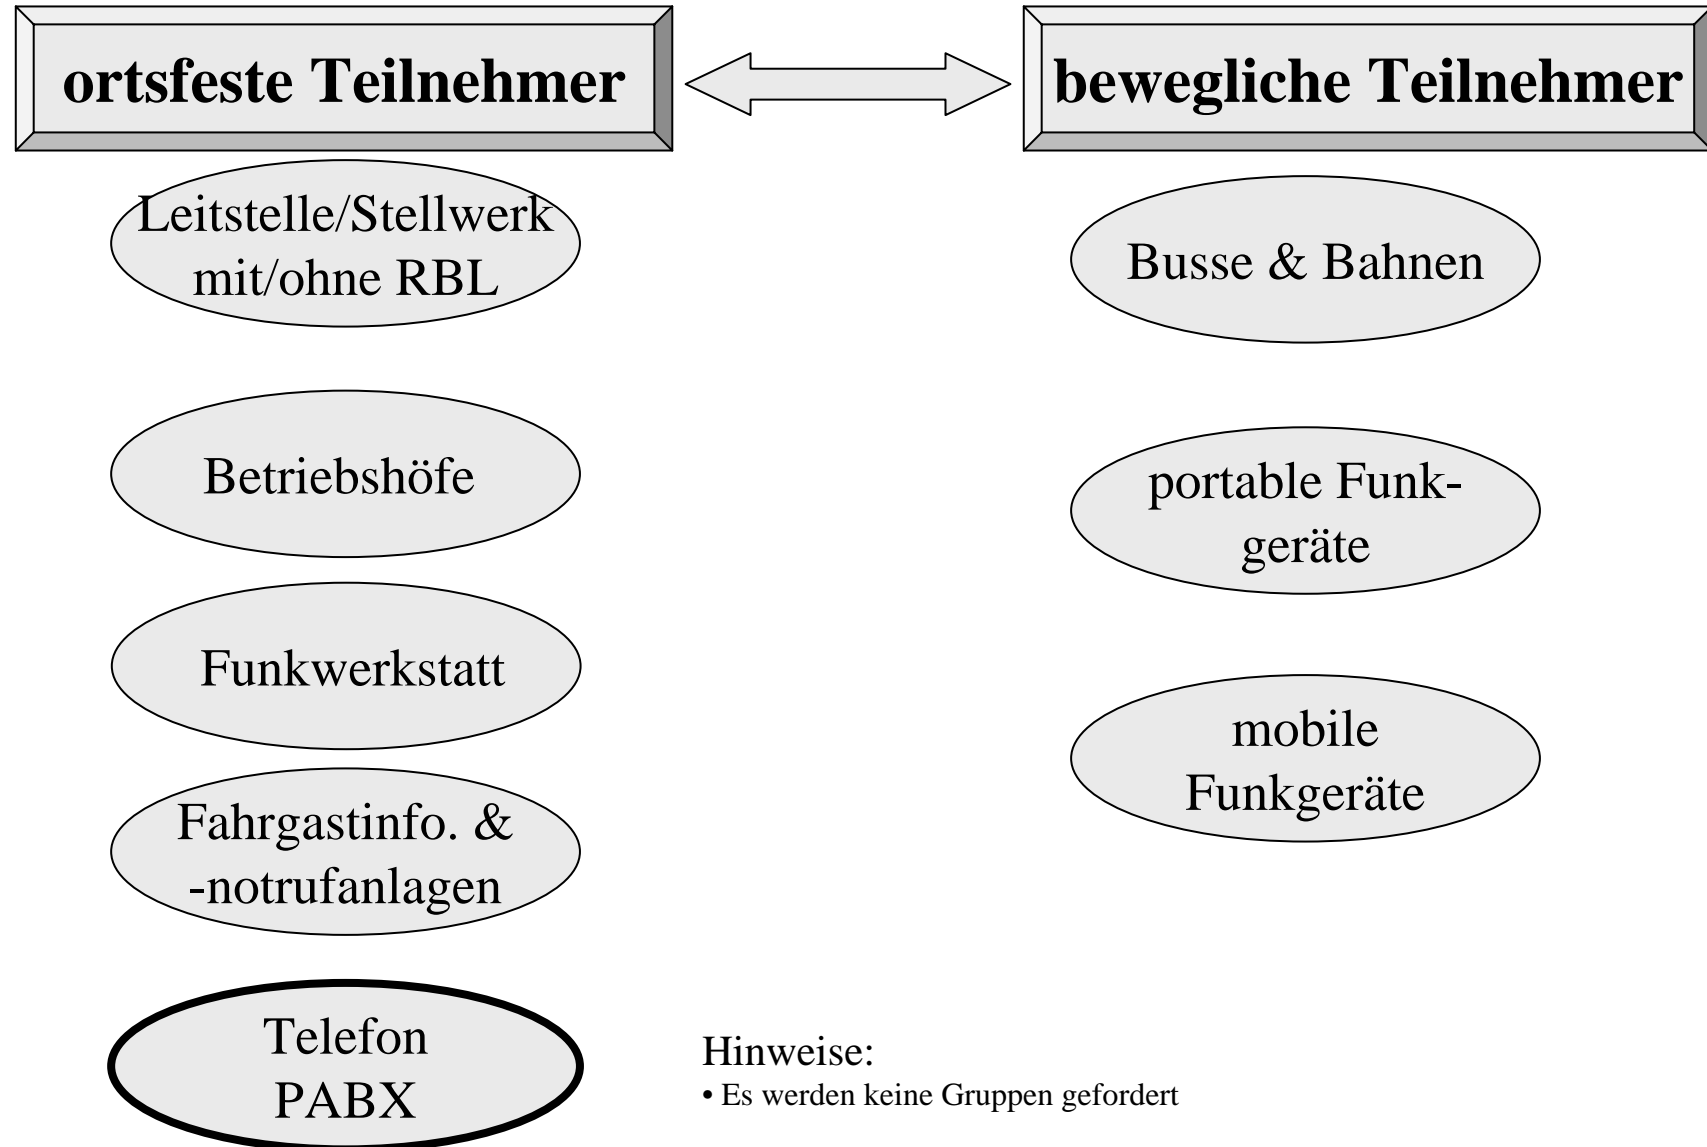 ortsfeste Teilnehmer
bewegliche Teilnehmer
Leitstelle/Stellwerk
mit/ohne RBL
Betriebshöfe
Funkwerkstatt
Fahrgastinfo. &
-notrufanlagen
Telefon
PABX
Busse & Bahnen
portable Funk-
geräte
mobile
Funkgeräte
Hinweise:
• Es werden keine Gruppen gefordert